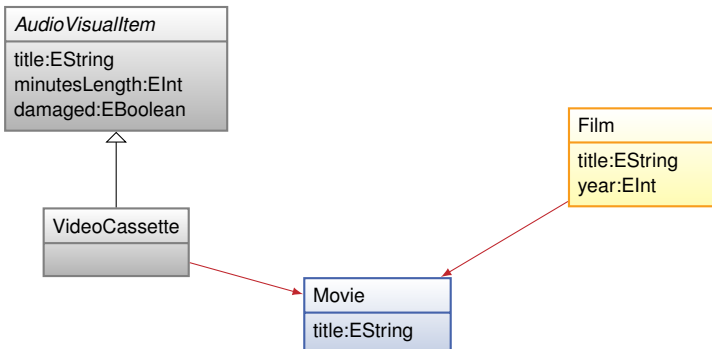 AudioVisualItem
title:EString
minutesLength:EInt
damaged:EBoolean
Film
title:EString
year:EInt
VideoCassette
Movie
title:EString